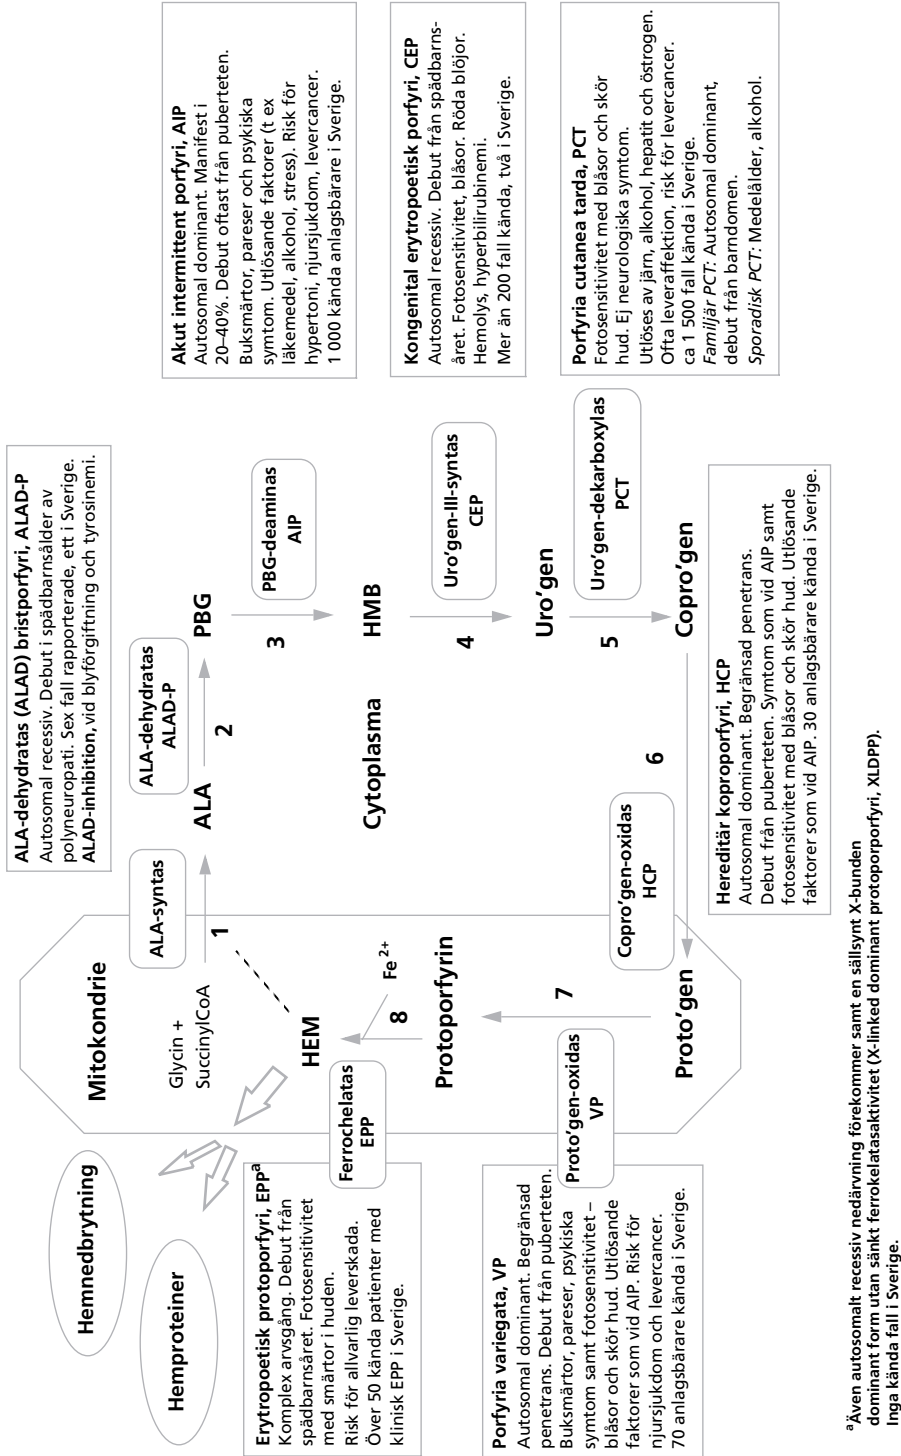 ALA-dehydratas (ALAD) bristporfyri, ALAD-P
Autosomal recessiv. Debut i spädbarnsålder av
polyneuropati. Sex fall rapporterade, ett i Sverige.
ALAD-inhibition, vid blyförgiftning och tyrosinemi.
Hemnedbrytning
Hemproteiner
Mitokondrie
Glycin +
SuccinylCoA
1
ALA-syntas
ALA
2
ALA-dehydratas
ALAD-P
PBG
3
PBG-deaminas
AIP
Akut intermittent porfyri, AIP
Autosomal dominant. Manifest i
20–40%. Debut oftast från puberteten.
Buksmärtor, pareser och psykiska
symtom. Utlösande faktorer (t ex
läkemedel, alkohol, stress). Risk för
hypertoni, njursjukdom, levercancer.
1 000 kända anlagsbärare i Sverige.
Cytoplasma
HMB
4
Uro’gen-III-syntas
CEP
Kongenital erytropoetisk porfyri, CEP
Autosomal recessiv. Debut från spädbarns-
året. Fotosensitivitet, blåsor. Röda blöjor.
Hemolys, hyperbilirubinemi.
Mer än 200 fall kända, två i Sverige.
Uro’gen
5
Uro’gen-dekarboxylas
PCT
Porfyria cutanea tarda, PCT
Fotosensitivitet med blåsor och skör
hud. Ej neurologiska symtom.
Utlöses av järn, alkohol, hepatit och östrogen.
Ofta leveraffektion, risk för levercancer.
ca 1 500 fall kända i Sverige.
Familjär PCT: Autosomal dominant,
debut från barndomen.
Sporadisk PCT: Medelålder, alkohol.
Copro’gen
6
Copro’gen-oxidas
HCP
Hereditär koproporfyri, HCP
Autosomal dominant. Begränsad penetrans.
Debut från puberteten. Symtom som vid AIP samt
fotosensitivitet med blåsor och skör hud. Utlösande
faktorer som vid AIP. 30 anlagsbärare kända i Sverige.
Proto’gen
7
Proto’gen-oxidas
VP
Porfyria variegata, VP
Autosomal dominant. Begränsad
penetrans. Debut från puberteten.
Buksmärtor, pareser, psykiska
symtom samt fotosensitivitet –
blåsor och skör hud. Utlösande
faktorer som vid AIP. Risk för
njursjukdom och levercancer.
70 anlagsbärare kända i Sverige.
Protoporfyrin
8
Fe 2+
HEM
Ferrochelatas
EPP
Erytropoetisk protoporfyri, EPPa
Komplex arvsgång. Debut från
spädbarnsåret. Fotosensitivitet
med smärtor i huden.
Risk för allvarlig leverskada.
Över 50 kända patienter med
klinisk EPP i Sverige.
aÄven autosomalt recessiv nedärvning förekommer samt en sällsynt X-bunden
dominant form utan sänkt ferrokelatasaktivitet (X-linked dominant protoporporfyri, XLDPP).
Inga kända fall i Sverige.